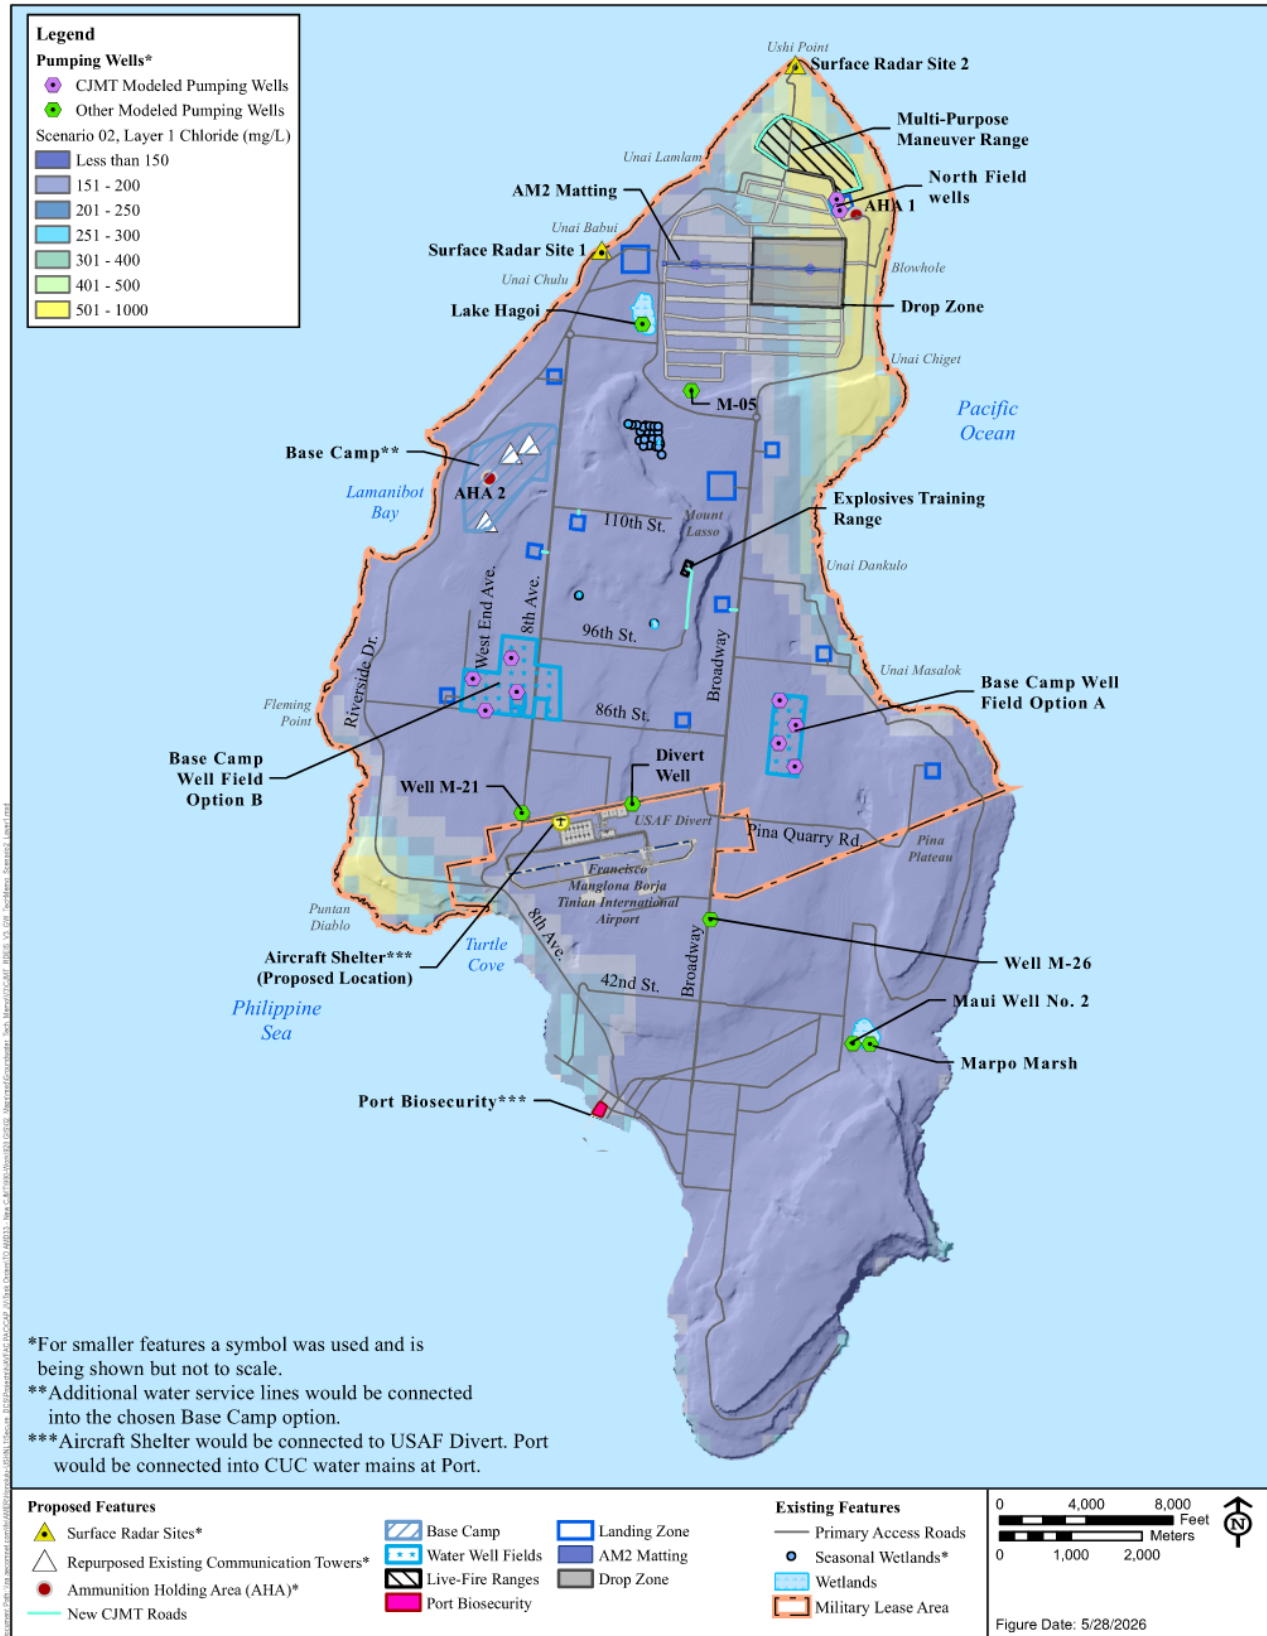 Legend
Pumping Wells*
CJMT Modeled Pumping Wells
Other Modeled Pumping Wells
Scenario 02, Layer 1 Chloride (mg/L)
Less than 150
151 - 200
201 - 250
251 - 300
301 - 400
401 - 500
501 - 1000
Ushi Point
Surface Radar Site 2
Multi-Purpose
Maneuver Range
Unai Lamlam
North Field
wells
AM2 Matting
AHA 1
Unai Babui
Surface Radar Site 1
Blowhole
Unai Chulu
Lake Hagoi
Drop Zone
Unai Chiget
M-05
Pacific
Ocean
Base Camp**
AHA 2
Lamanibot
Bay
Explosives Training
Range
Mount
Lasso
110th St.
Unai Dankulo
West End Ave.
8th Ave.
96th St.
Broadway
Riverside Dr.
Unai Masalok
Base Camp Well
Field Option A
Fleming
Point
86th St.
Base Camp
Well Field
Option B
Divert
Well
Well M-21
USAF Divert
Pina Quarry Rd.
Pina
Plateau
Francisco
Manglona Borja
Tinian International
Airport
Puntan
Diablo
8th Ave.
Turtle
Cove
Aircraft Shelter***
(Proposed Location)
Broadway
42nd St.
Well M-26
Maui Well No. 2
Philippine
Sea
Marpo Marsh
Port Biosecurity***
*For smaller features a symbol was used and is
being shown but not to scale.
**Additional water service lines would be connected
into the chosen Base Camp option.
***Aircraft Shelter would be connected to USAF Divert. Port
would be connected into CUC water mains at Port.
Proposed Features
Surface Radar Sites*
Repurposed Existing Communication Towers*
Ammunition Holding Area (AHA)*
New CJMT Roads
Base Camp
Water Well Fields
Live-Fire Ranges
Port Biosecurity
Landing Zone
AM2 Matting
Drop Zone
Existing Features
Primary Access Roads
Seasonal Wetlands*
Wetlands
Military Lease Area
0 4,000 8,000
Feet
Meters
0 1,000 2,000
N
Figure Date: 5/28/2026